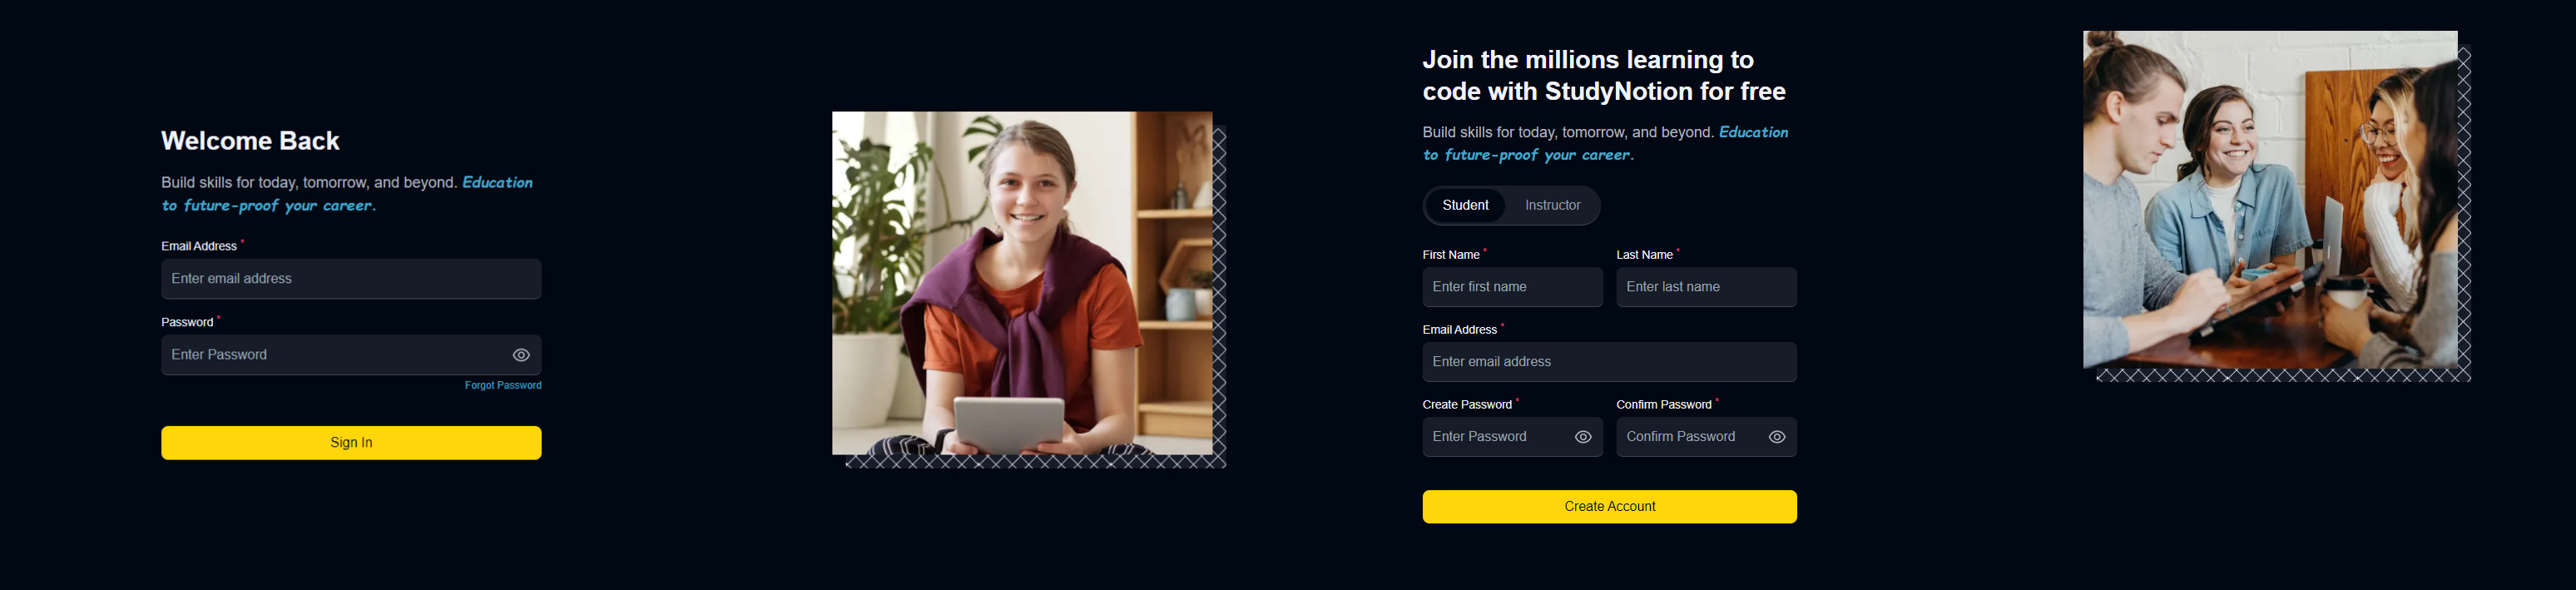 Welcome Back
Build skills for today, tomorrow, and beyond. Education
to future-proof your career.
Email Address *
Enter email address
Password *
Enter Password
Forgot Password
Sign In
Join the millions learning to
code with StudyNotion for free
Build skills for today, tomorrow, and beyond. Education
to future-proof your career.
Student Instructor
First Name * Last Name *
Enter first name Enter last name
Email Address *
Enter email address
Create Password * Confirm Password *
Enter Password Confirm Password
Create Account